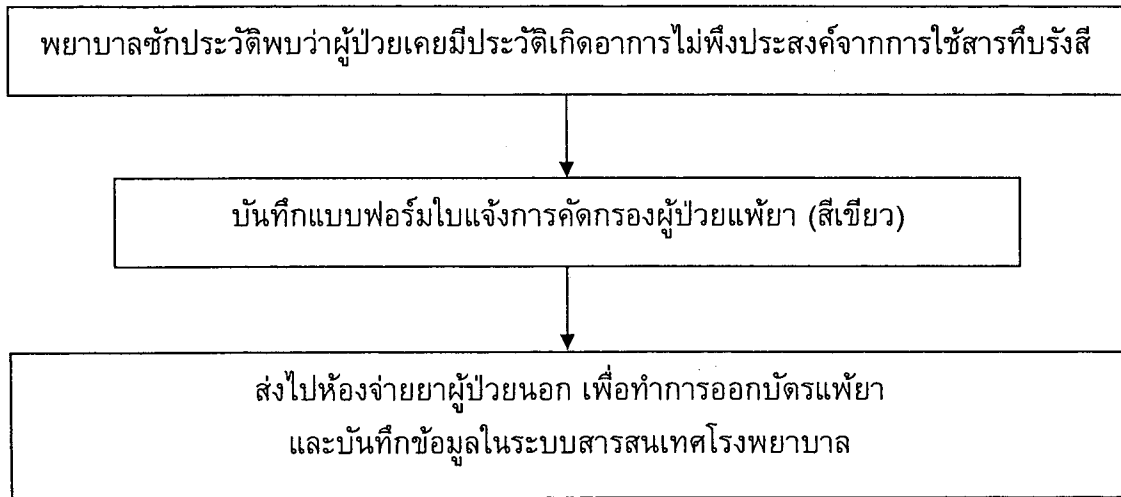 พยาบาลซักประวัติพบว่าผู้ป่วยเคยมีประวัติเกิดอาการไม่พึงประสงค์จากการใช้สารทึบรังสี
บันทึกแบบฟอร์มใบแจ้งการคัดกรองผู้ป่วยแพ้ยา (สีเขียว)
ส่งไปห้องจ่ายยาผู้ป่วยนอก เพื่อทำการออกบัตรแพ้ยา
และบันทึกข้อมูลในระบบสารสนเทศโรงพยาบาล